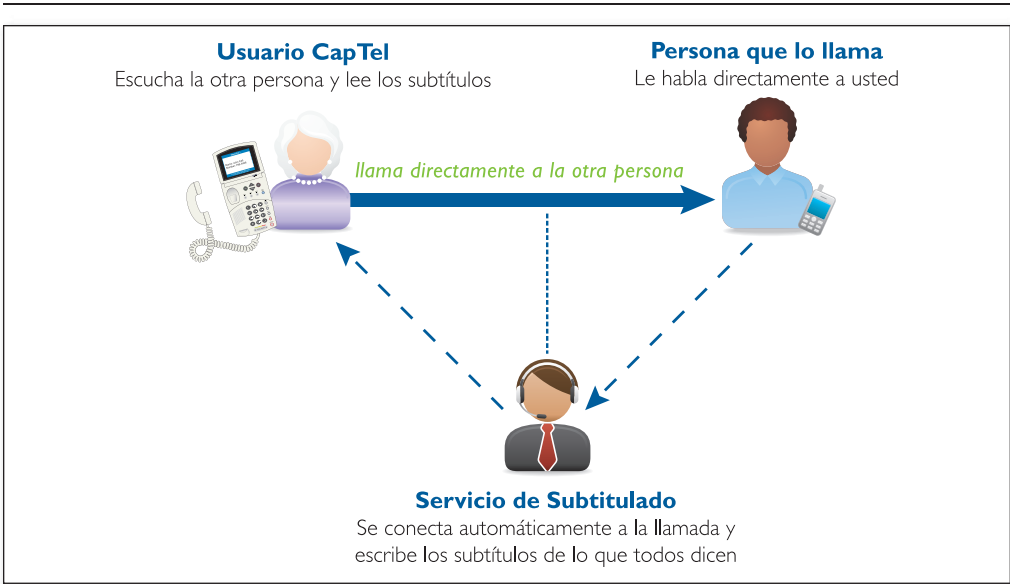 Usuario CapTel
Escucha la otra persona y lee los subtítulos
Persona que lo llama
Le habla directamente a usted
llama directamente a la otra persona
Servicio de Subtitulado
Se conecta automáticamente a la llamada y
escribe los subtítulos de lo que todos dicen